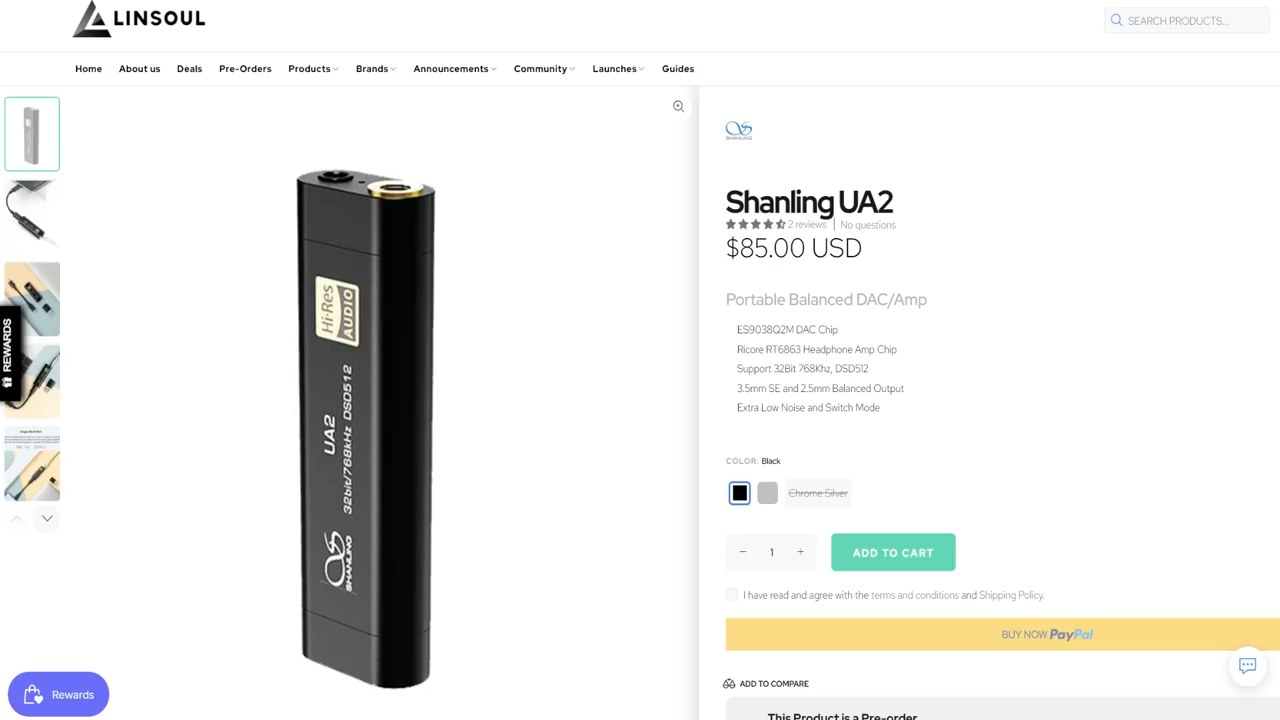 LINSOUL
SEARCH PRODUCTS...
Home About us Deals Pre-Orders Products Brands Announcements Community Launches Guides
SHANLING
Shanling UA2
2 reviews No questions
$85.00 USD
Portable Balanced DAC/Amp
ES9038Q2M DAC Chip
Ricore RT6863 Headphone Amp Chip
Support 32Bit 768Khz, DSD512
3.5mm SE and 2.5mm Balanced Output
Extra Low Noise and Switch Mode
COLOR: Black
Chrome Silver
− 1 +
ADD TO CART
I have read and agree with the terms and conditions and Shipping Policy.
BUY NOW PayPal
ADD TO COMPARE
This Product is a Pre-order
Hi-Res
AUDIO
UA2
32bit/768kHz DSD512
SHANLING
REWARDS
Rewards